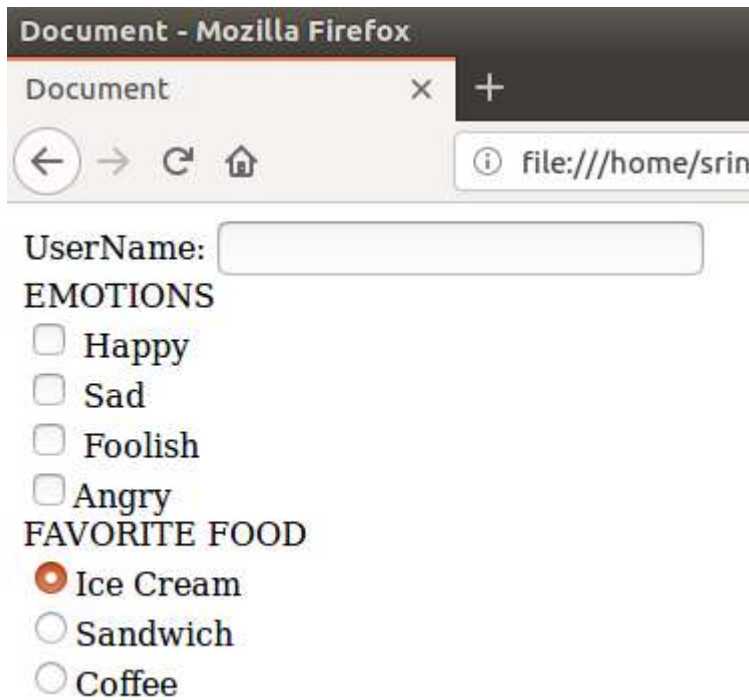 Document - Mozilla Firefox
Document
file:///home/srin
UserName:
EMOTIONS
Happy
Sad
Foolish
Angry
FAVORITE FOOD
Ice Cream
Sandwich
Coffee